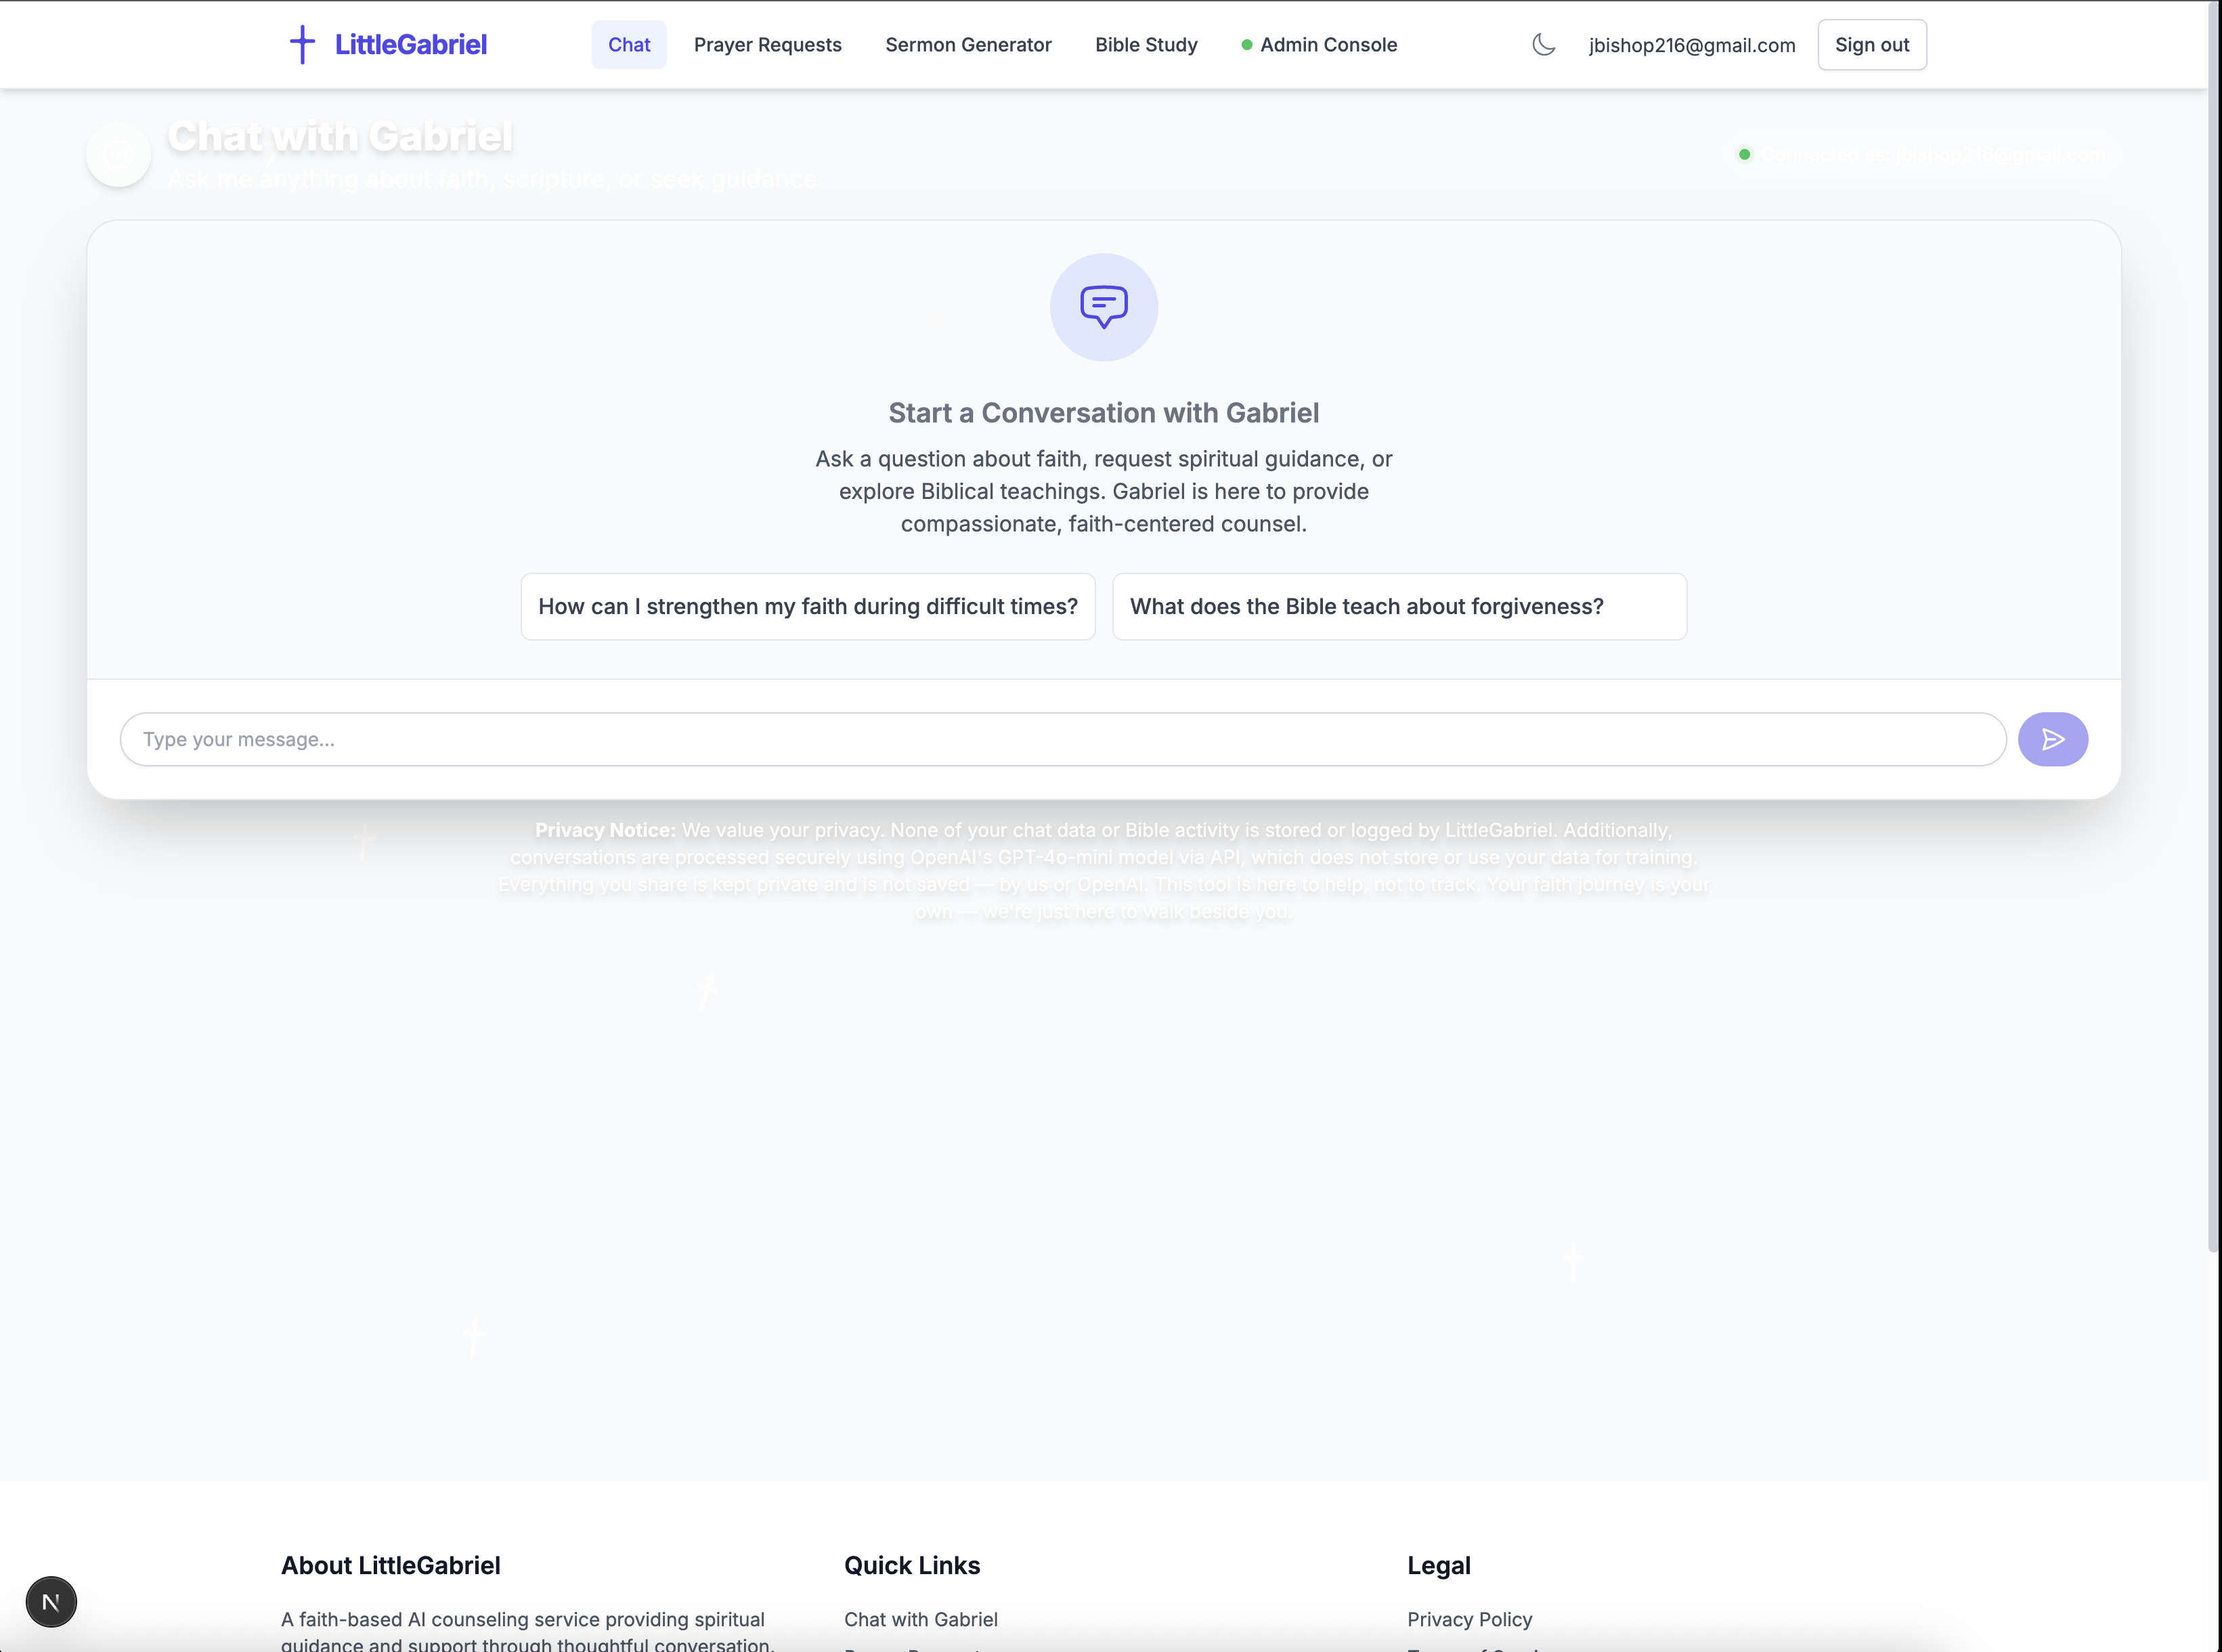 LittleGabriel
Chat
Prayer Requests
Sermon Generator
Bible Study
Admin Console
jbishop216@gmail.com
Sign out
Chat with Gabriel
Ask me anything about faith, scripture, or seek guidance
Connected as: jbishop216@gmail.com
Start a Conversation with Gabriel
Ask a question about faith, request spiritual guidance, or
explore Biblical teachings. Gabriel is here to provide
compassionate, faith-centered counsel.
How can I strengthen my faith during difficult times?
What does the Bible teach about forgiveness?
Type your message...
Privacy Notice: We value your privacy. None of your chat data or Bible activity is stored or logged by LittleGabriel. Additionally,
conversations are processed securely using OpenAI's GPT-4o-mini model via API, which does not store or use your data for training.
Everything you share is kept private and is not saved — by us or OpenAI. This tool is here to help, not to track. Your faith journey is your
own — we're just here to walk beside you.
About LittleGabriel
A faith-based AI counseling service providing spiritual
guidance and support through thoughtful conversation.
Quick Links
Chat with Gabriel
Legal
Privacy Policy
N